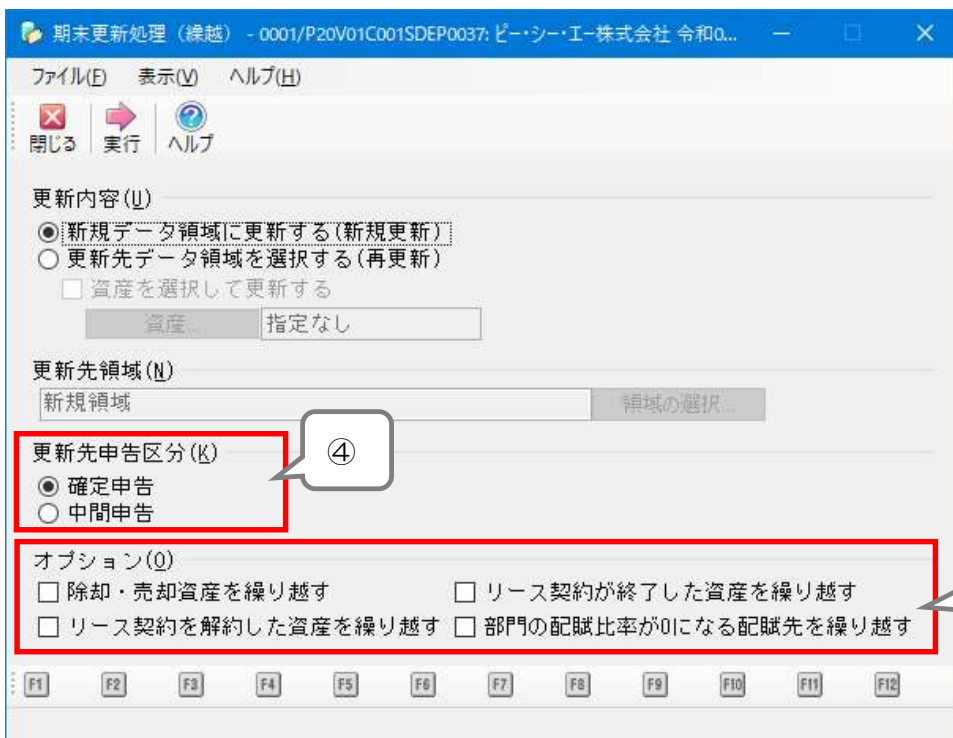 期末更新処理（繰越） - 0001/P20V01C001SDEP0037: ピー・シー・エー株式会社 令和0...
ファイル(F) 表示(V) ヘルプ(H)
閉じる 実行 ヘルプ
更新内容(U)
新規データ領域に更新する(新規更新)
更新先データ領域を選択する(再更新)
資産を選択して更新する
資産... 指定なし
更新先領域(N)
新規領域 領域の選択...
更新先申告区分(K)
④
確定申告
中間申告
オプション(O)
除却・売却資産を繰り越す リース契約が終了した資産を繰り越す
リース契約を解約した資産を繰り越す 部門の配賦比率が0になる配賦先を繰り越す
F1 F2 F3 F4 F5 F6 F7 F8 F9 F10 F11 F12